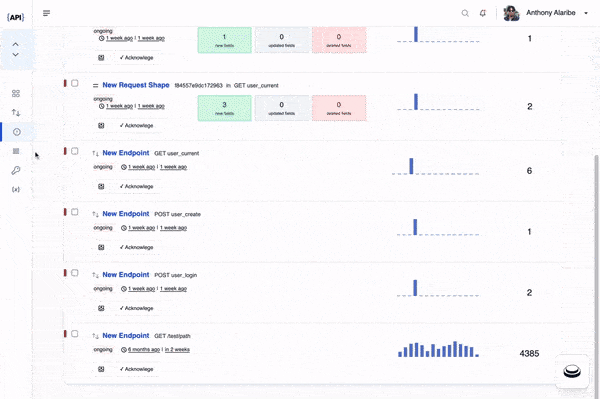 {API}
Anthony Alaribe
ongoing
1 week ago | 1 week ago
1
new fields
0
updated fields
0
deleted fields
1
✓ Acknowlege
New Request Shape f84557e9dc172963 in GET user_current
ongoing
1 week ago | 1 week ago
3
new fields
0
updated fields
0
deleted fields
2
✓ Acknowlege
New Endpoint GET user_current
ongoing 1 week ago | 1 week ago
6
✓ Acknowlege
New Endpoint POST user_create
ongoing 1 week ago | 1 week ago
1
✓ Acknowlege
New Endpoint POST user_login
ongoing 1 week ago | 1 week ago
2
✓ Acknowlege
New Endpoint GET /test/path
ongoing 6 months ago | in 2 weeks
4385
✓ Acknowlege